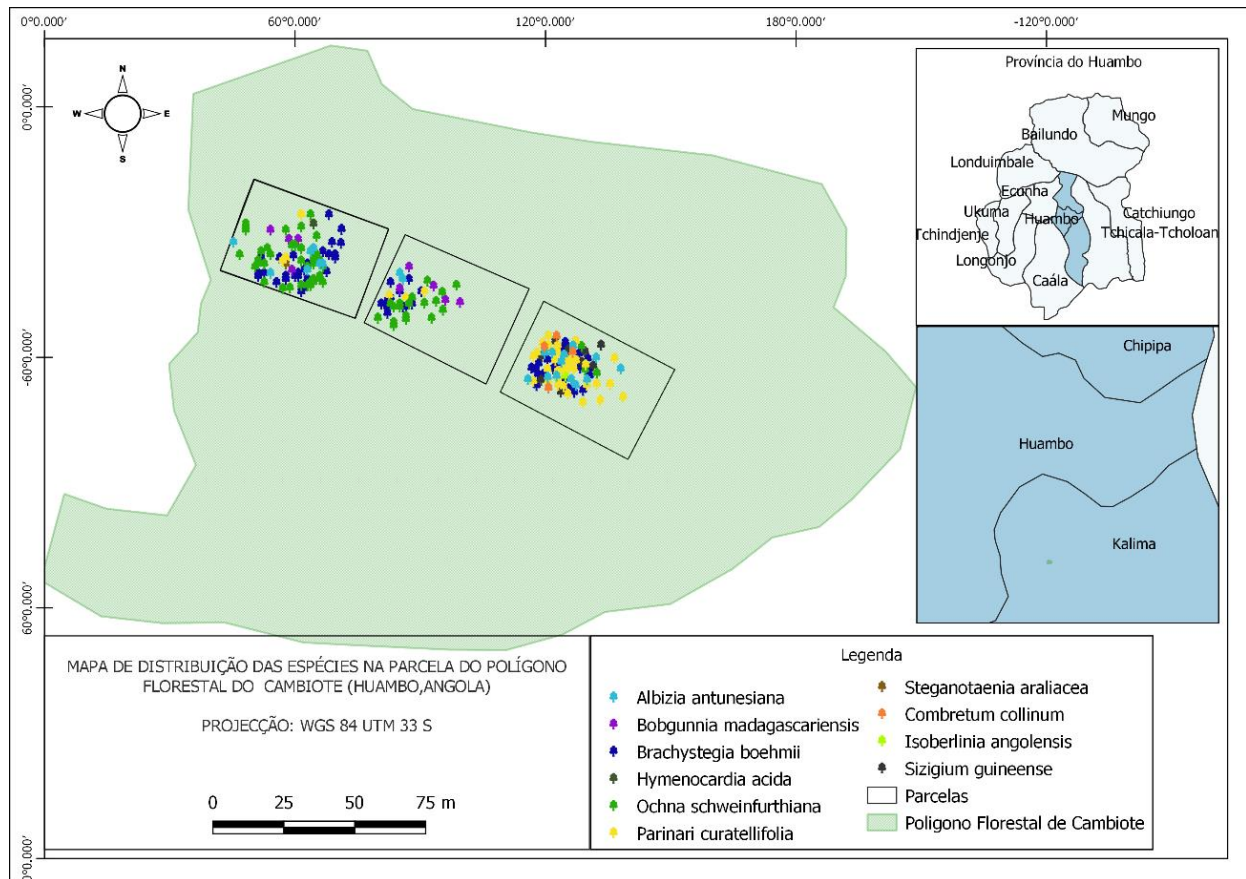 0°0.000' 60°0.000' 120°0.000' 180°0.000' -120°0.000'
0°0.000'
N
W E
S
-60°0.000'
60°0.000'
0°0.000'
Província do Huambo
Mungo
Bailundo
Londuimbale
Ecunha
Ukuma
Huambo
Catchiungo
Tchindjenje
Tchicala-Tcholoan
Longonjo
Caála
Chipipa
Huambo
Kalima
MAPA DE DISTRIBUIÇÃO DAS ESPÉCIES NA PARCELA DO POLÍGONO
FLORESTAL DO CAMBIOTE (HUAMBO,ANGOLA)
PROJECÇÃO: WGS 84 UTM 33 S
0 25 50 75 m
Legenda
Albizia antunesiana
Bobgunnia madagascariensis
Brachystegia boehmii
Hymenocardia acida
Ochna schweinfurthiana
Parinari curatellifolia
Steganotaenia araliacea
Combretum collinum
Isoberlinia angolensis
Sizigium guineense
Parcelas
Poligono Florestal de Cambiote